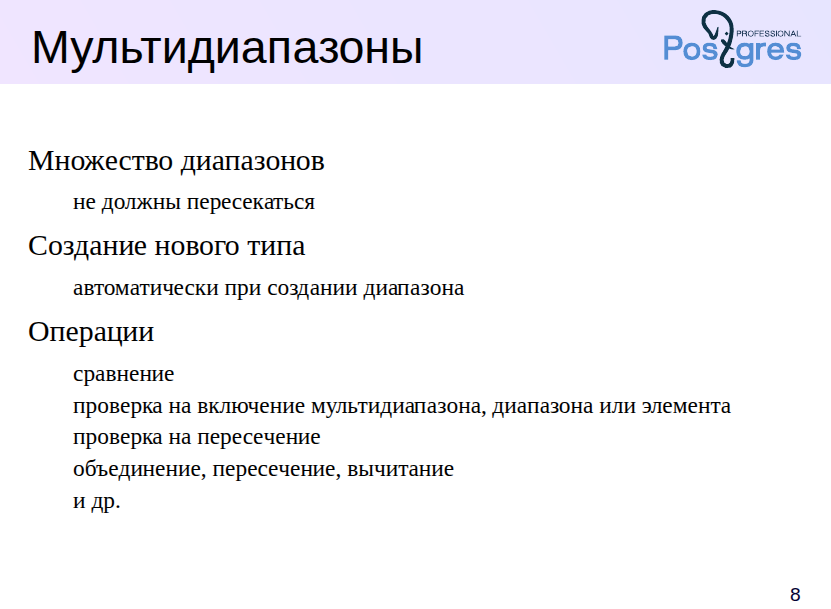 Мультидиапазоны
PROFESSIONAL
Postgres
Множество диапазонов
не должны пересекаться
Создание нового типа
автоматически при создании диапазона
Операции
сравнение
проверка на включение мультидиапазона, диапазона или элемента
проверка на пересечение
объединение, пересечение, вычитание
и др.
8